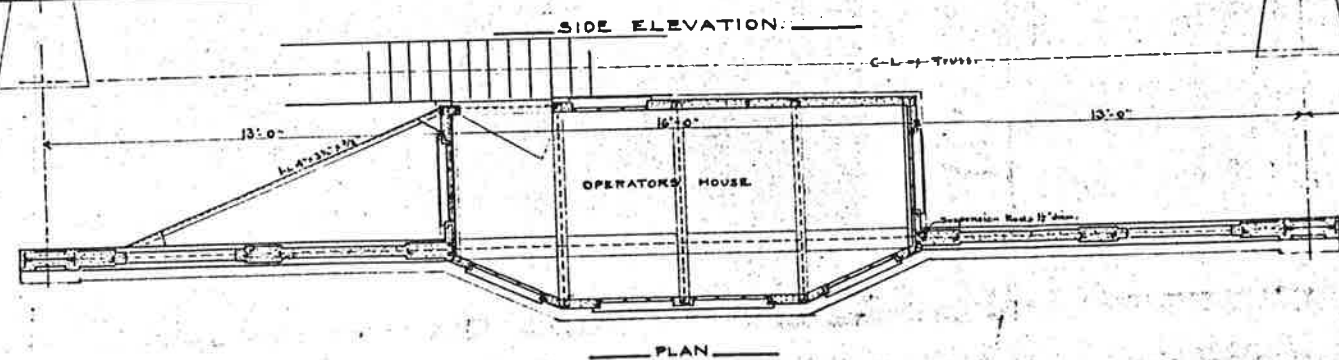 SIDE ELEVATION.
C-L of Truss
13'-0"
16'-0"
13'-0"
OPERATORS HOUSE
Suspension Rods
PLAN